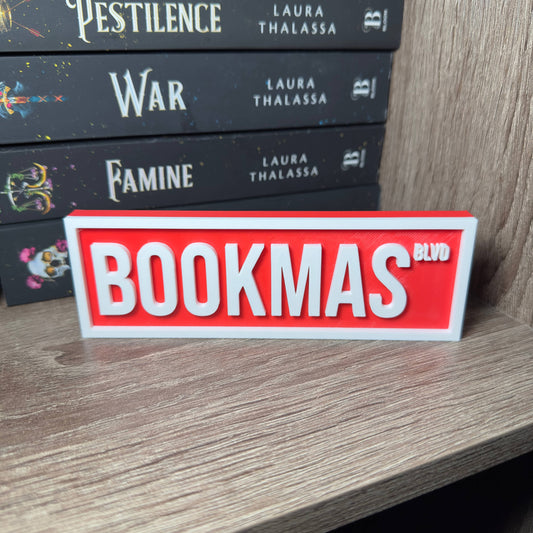 PESTILENCE
LAURA
THALASSA
B
WAR
LAURA
THALASSA
B
FAMINE
LAURA
THALASSA
B
BOOKMAS BLVD